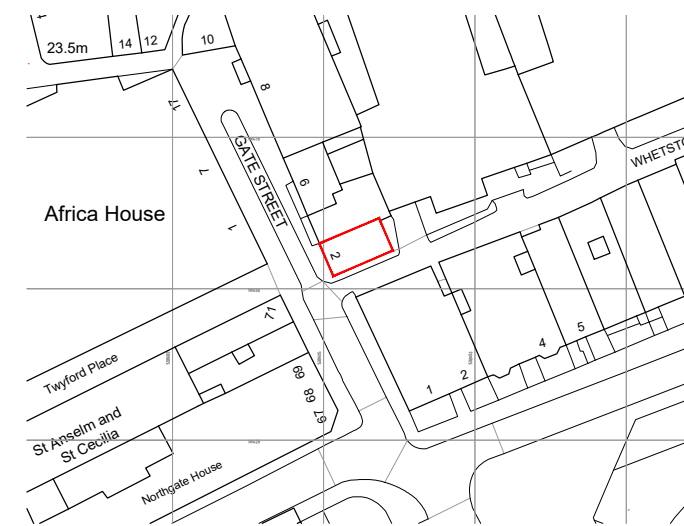 23.5m
14
12
10
8
17
7
1
GATE STREET
6
Africa House
2
WHETST
71
Twyford Place
St Anselm and
St Cecilia
69
68
67
Northgate House
1
2
4
5